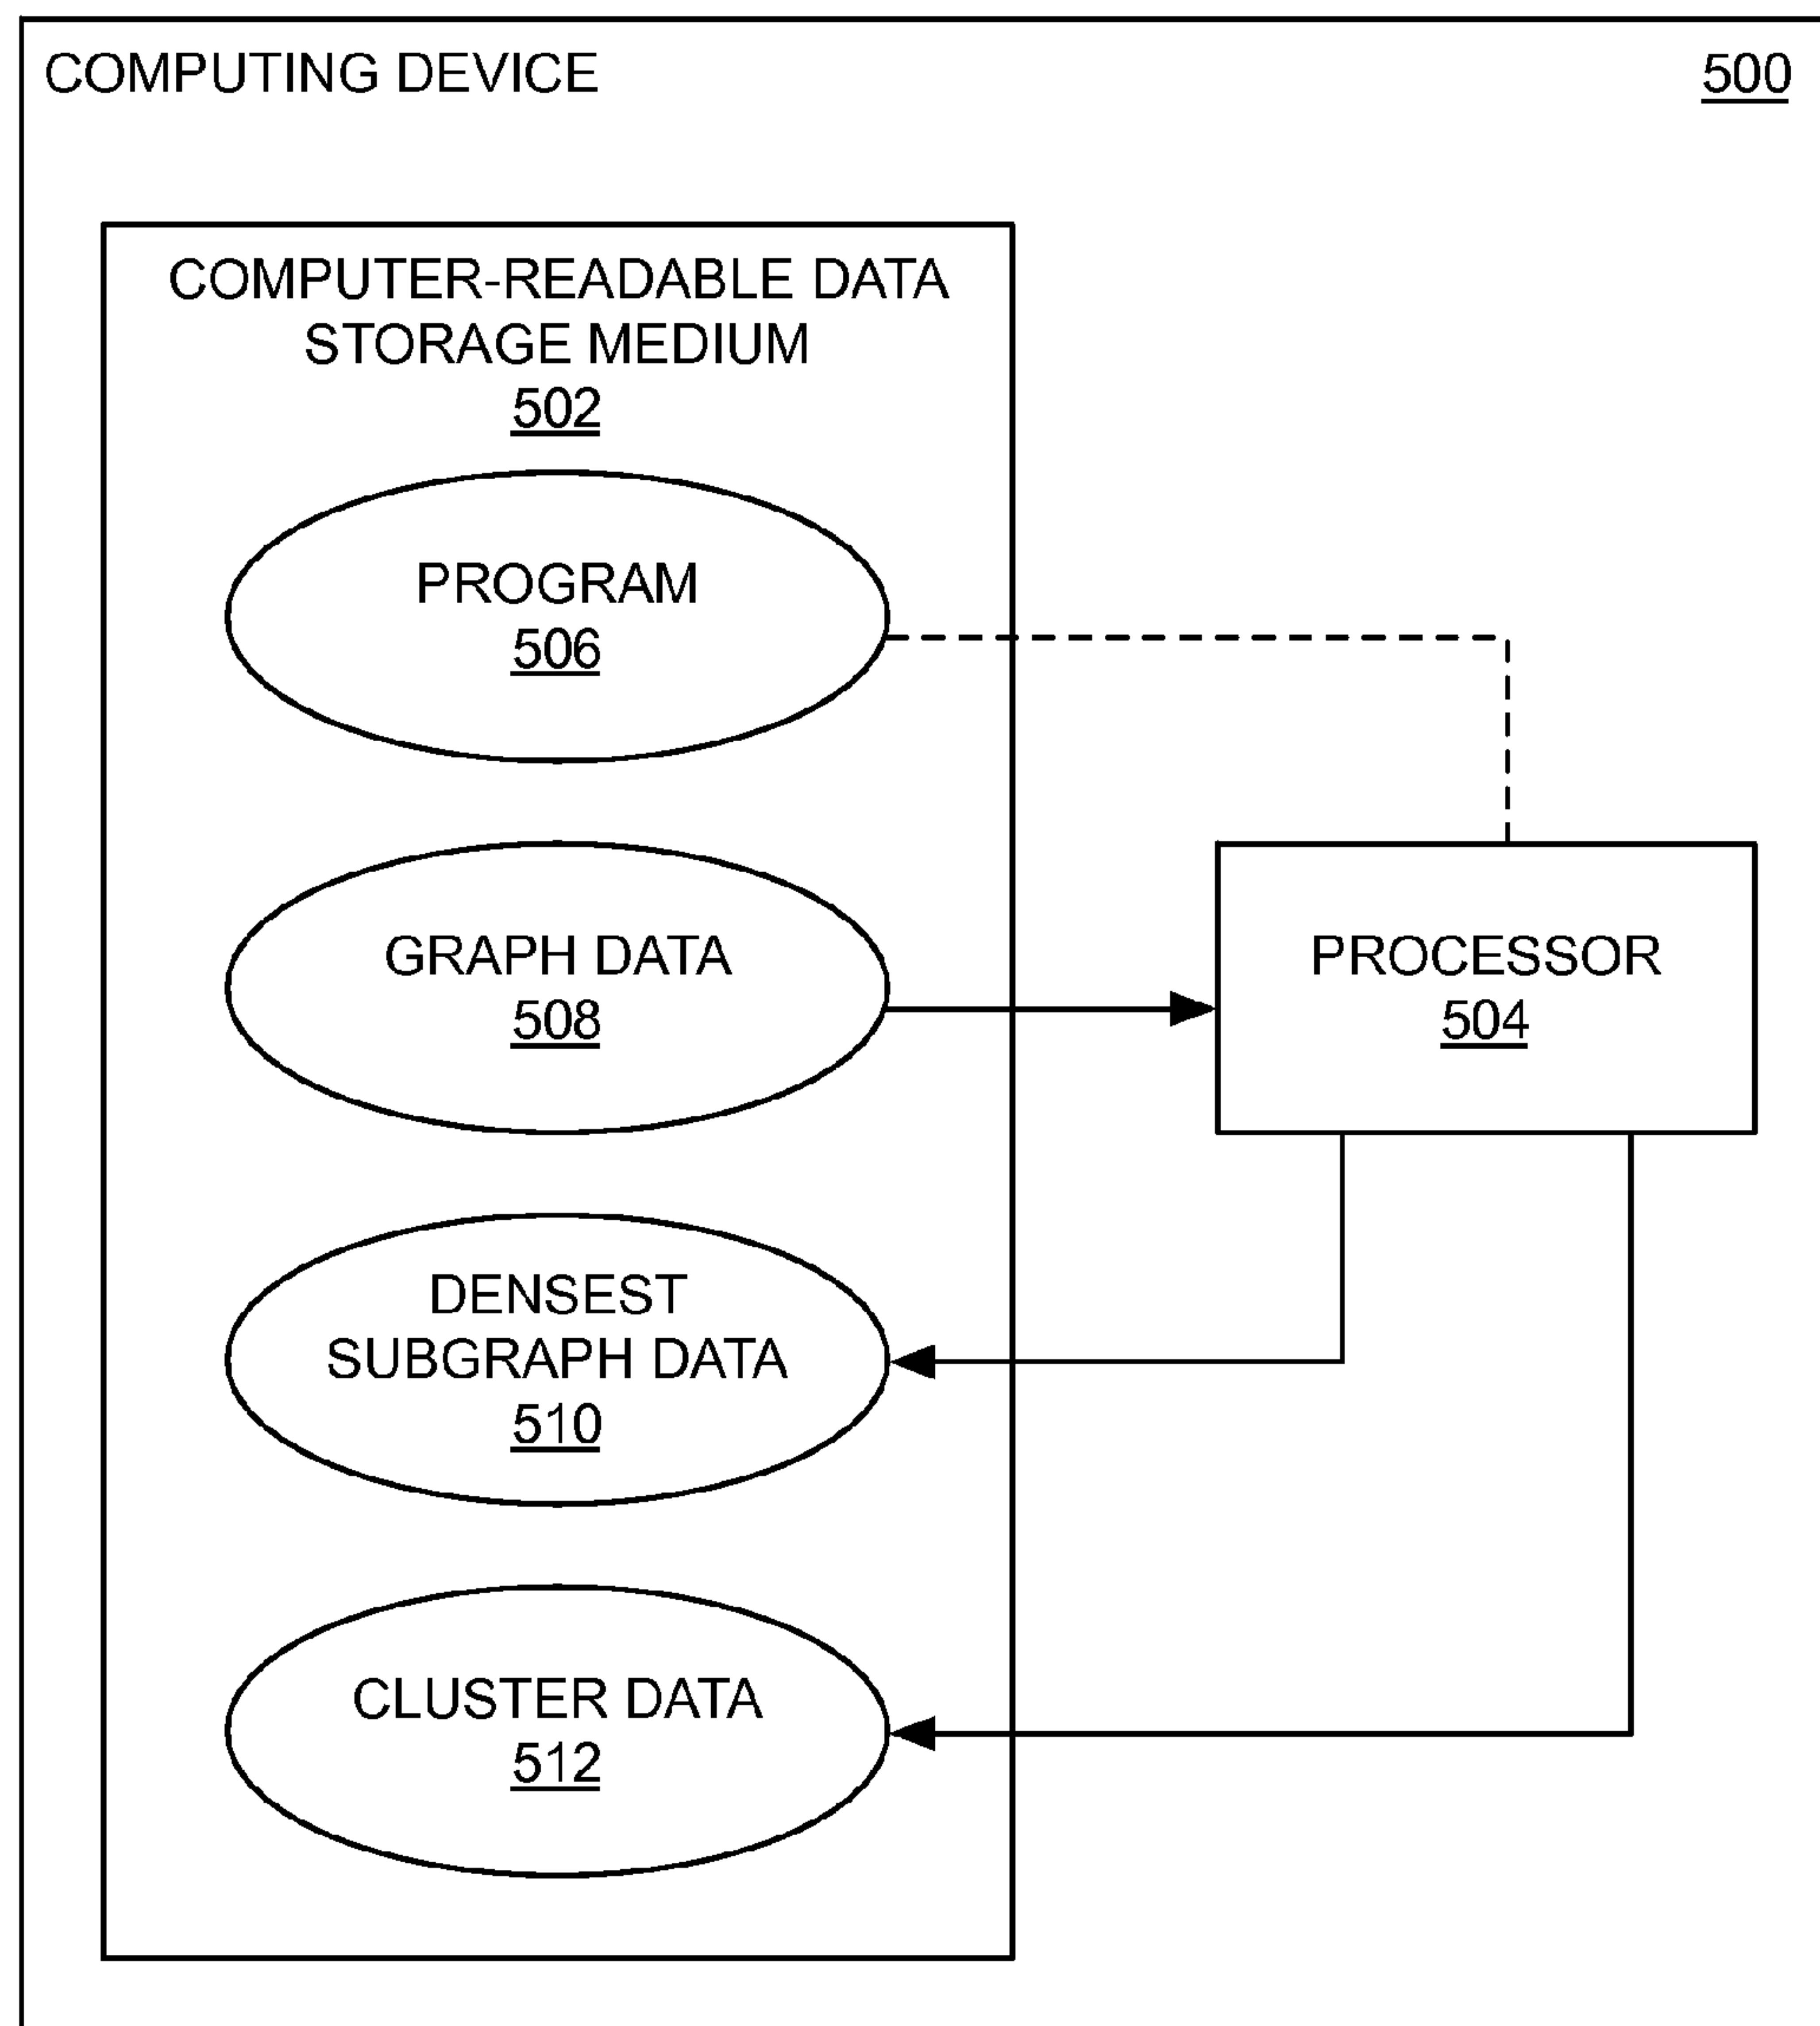 COMPUTING DEVICE 500
COMPUTER-READABLE DATA
STORAGE MEDIUM
502
PROGRAM
506
GRAPH DATA
508
PROCESSOR
504
DENSEST
SUBGRAPH DATA
510
CLUSTER DATA
512